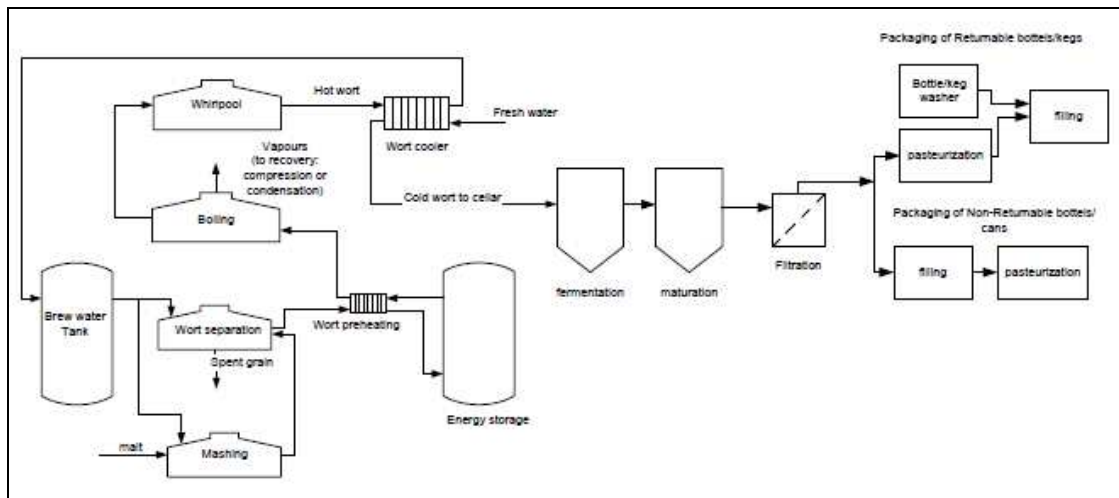 Packaging of Returnable bottels/kegs
Whirlpool
Hot wort
Bottle/keg
washer
filling
Fresh water
Wort cooler
Vapours
(to recovery:
compression or
condensation)
pasteurization
Cold wort to cellar
Boiling
Packaging of Non-Returnable bottels/
cans
Filtration
filling
pasteurization
fermentation
maturation
Brew water
Tank
Wort separation
Wort preheating
Spent grain
Energy storage
malt
Mashing